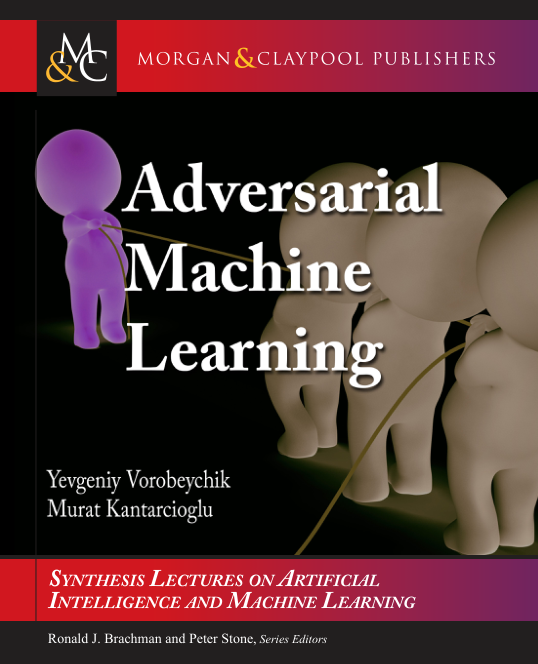 M
&C
MORGAN&CLAYPOOL PUBLISHERS
Adversarial
Machine
Learning
Yevgeniy Vorobeychik
Murat Kantarcioglu
SYNTHESIS LECTURES ON ARTIFICIAL
INTELLIGENCE AND MACHINE LEARNING
Ronald J. Brachman and Peter Stone, Series Editors